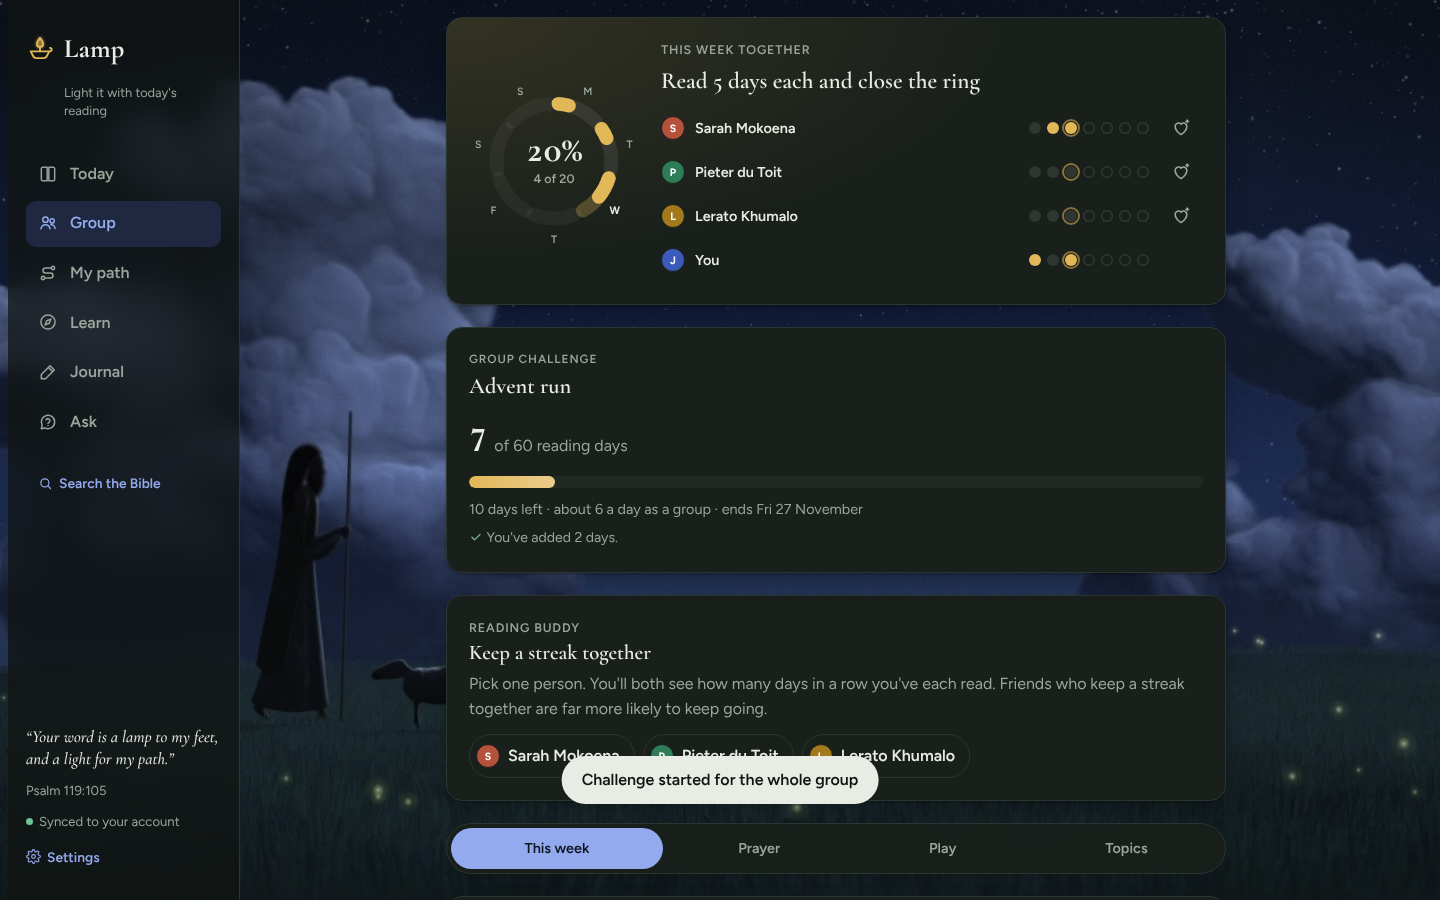 Lamp
Light it with today's
reading
Today
Group
My path
Learn
Journal
Ask
Search the Bible
“Your word is a lamp to my feet,
and a light for my path.”
Psalm 119:105
Synced to your account
Settings
S
M
T
W
T
F
S
20%
4 of 20
THIS WEEK TOGETHER
Read 5 days each and close the ring
S Sarah Mokoena
P Pieter du Toit
L Lerato Khumalo
J You
GROUP CHALLENGE
Advent run
7 of 60 reading days
10 days left · about 6 a day as a group · ends Fri 27 November
You've added 2 days.
READING BUDDY
Keep a streak together
Pick one person. You'll both see how many days in a row you've each read. Friends who keep a streak
together are far more likely to keep going.
S Sarah Mokoena P Pieter du Toit L Lerato Khumalo
Challenge started for the whole group
This week Prayer Play Topics